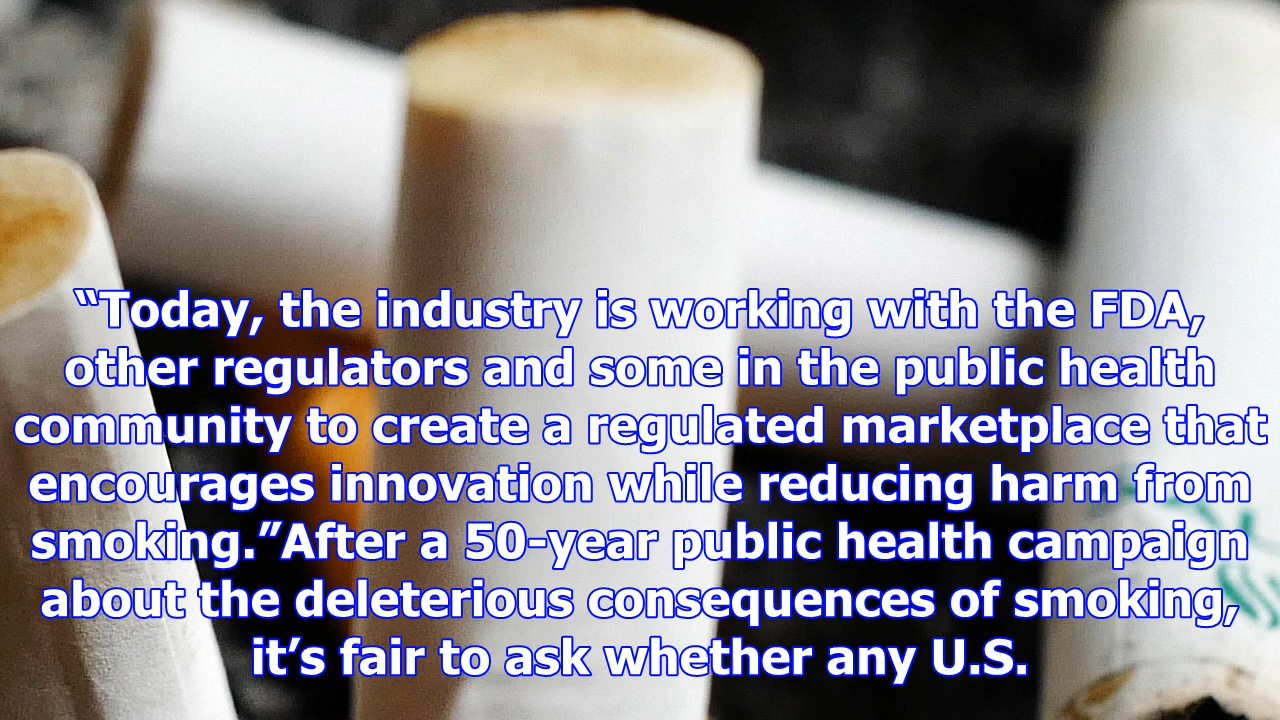 “Today, the industry is working with the FDA,
other regulators and some in the public health
community to create a regulated marketplace that
encourages innovation while reducing harm from
smoking.”After a 50-year public health campaign
about the deleterious consequences of smoking,
it’s fair to ask whether any U.S.